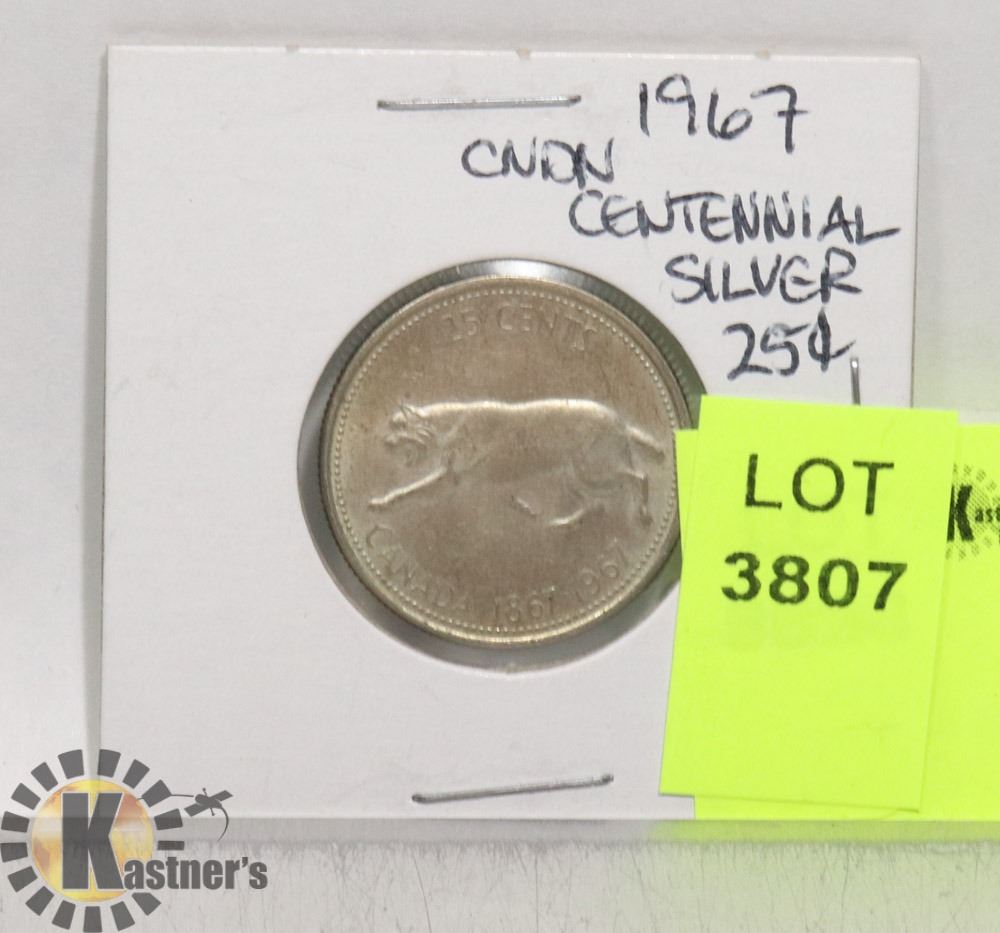 1967
CNDN
CENTENNIAL
SILVER
25¢
25 CENTS
CANADA 1867-1967
LOT
3807
Kastner's